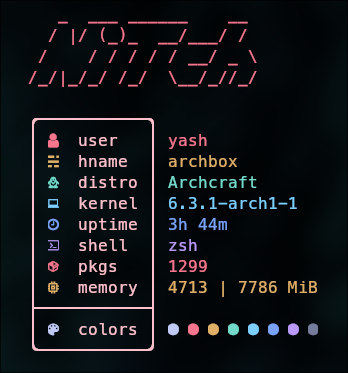 Nitch
user yash
hname archbox
distro Archcraft
kernel 6.3.1-arch1-1
uptime 3h 44m
shell zsh
pkgs 1299
memory 4713 | 7786 MiB
colors